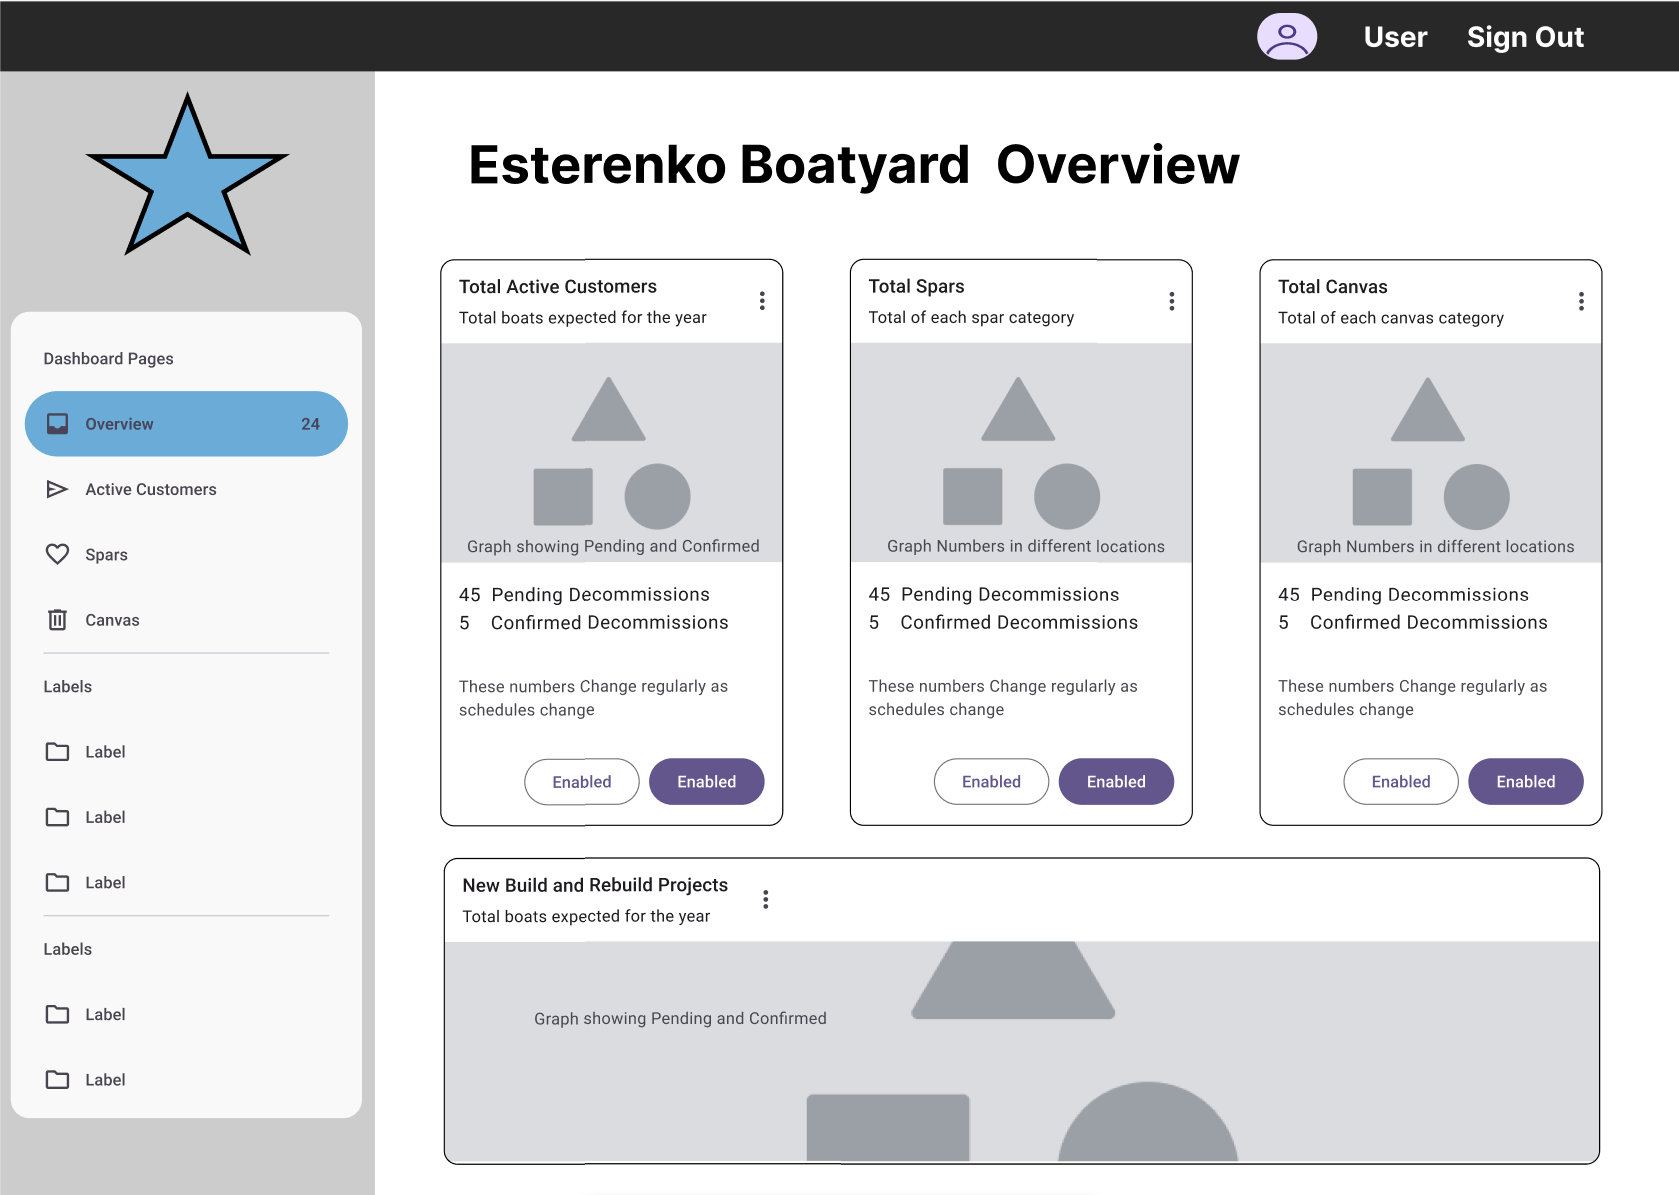 User Sign Out
Esterenko Boatyard Overview
Dashboard Pages
Overview 24
Active Customers
Spars
Canvas
Labels
Label
Label
Label
Labels
Label
Label
Total Active Customers
Total boats expected for the year
Graph showing Pending and Confirmed
45 Pending Decommissions
5 Confirmed Decommissions
These numbers Change regularly as
schedules change
Enabled Enabled
Total Spars
Total of each spar category
Graph Numbers in different locations
45 Pending Decommissions
5 Confirmed Decommissions
These numbers Change regularly as
schedules change
Enabled Enabled
Total Canvas
Total of each canvas category
Graph Numbers in different locations
45 Pending Decommissions
5 Confirmed Decommissions
These numbers Change regularly as
schedules change
Enabled Enabled
New Build and Rebuild Projects
Total boats expected for the year
Graph showing Pending and Confirmed